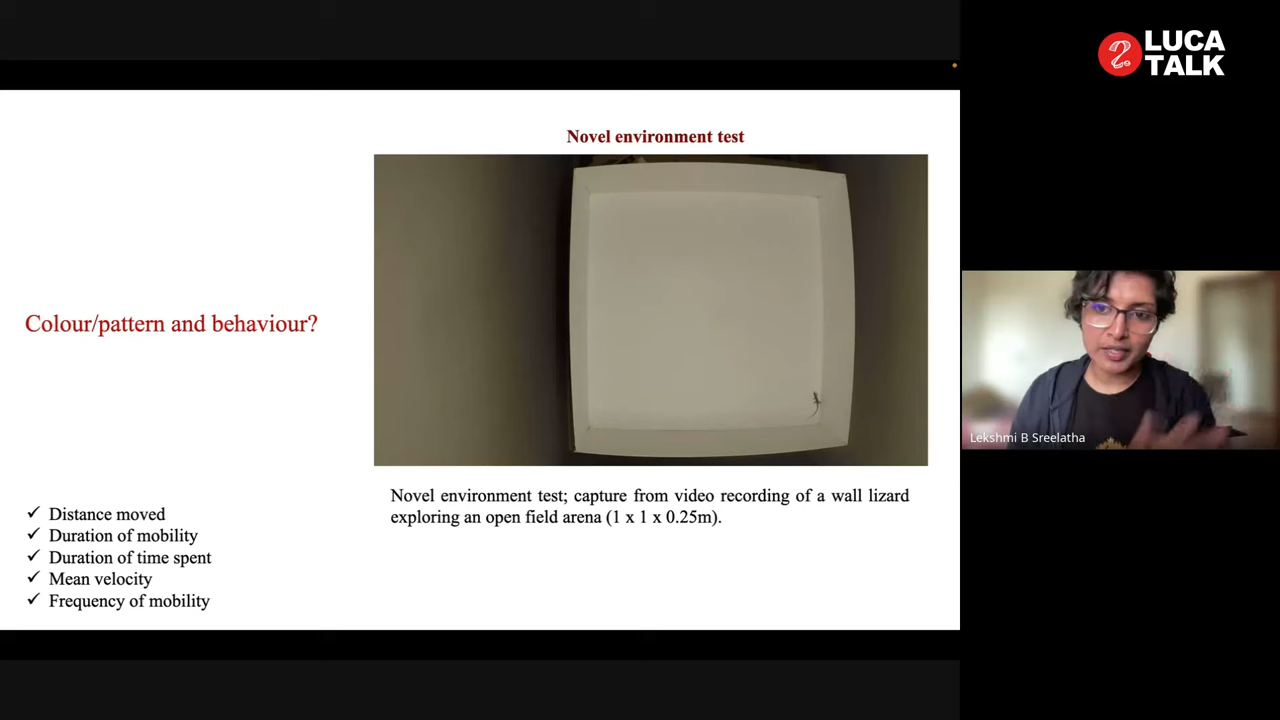 LUCA
TALK
Novel environment test
Colour/pattern and behaviour?
Lekshmi B Sreelatha
Novel environment test; capture from video recording of a wall lizard
exploring an open field arena (1 x 1 x 0.25m).
✓ Distance moved
✓ Duration of mobility
✓ Duration of time spent
✓ Mean velocity
✓ Frequency of mobility